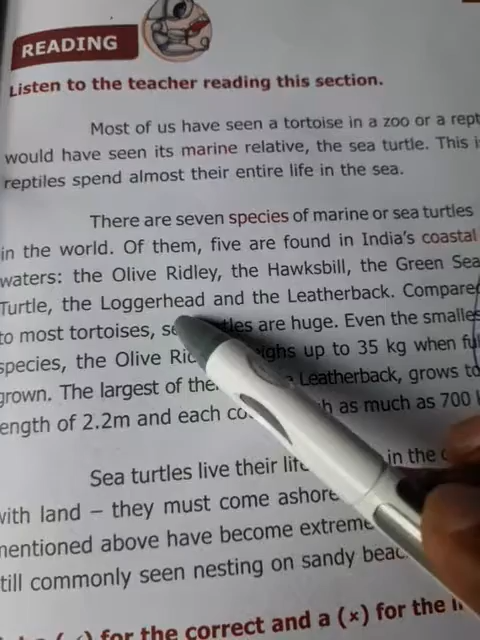 READING
Listen to the teacher reading this section.
Most of us have seen a tortoise in a zoo or a rept
would have seen its marine relative, the sea turtle. This i
reptiles spend almost their entire life in the sea.
There are seven species of marine or sea turtles
in the world. Of them, five are found in India's coastal
waters: the Olive Ridley, the Hawksbill, the Green Sea
Turtle, the Loggerhead and the Leatherback. Compared
to most tortoises, se tles are huge. Even the smalles
species, the Olive Rid ighs up to 35 kg when ful
grown. The largest of the Leatherback, grows to
ength of 2.2m and each co h as much as 700
Sea turtles live their life in the
with land – they must come ashore
mentioned above have become extreme
till commonly seen nesting on sandy beac
for the correct and a (×) for the